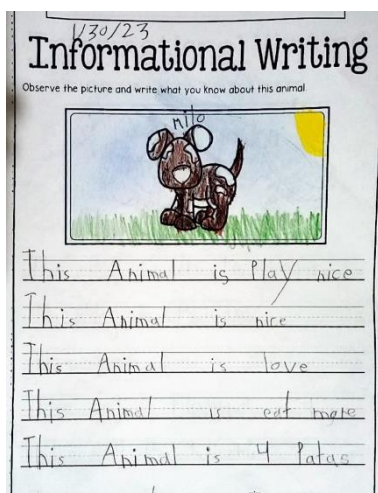 1/30/23
Informational Writing
Observe the picture and write what you know about this animal.
milo
This Animal is Play nice
This Animal is nice
This Animal is love
This Animal is eat more
This Animal is 4 Patas